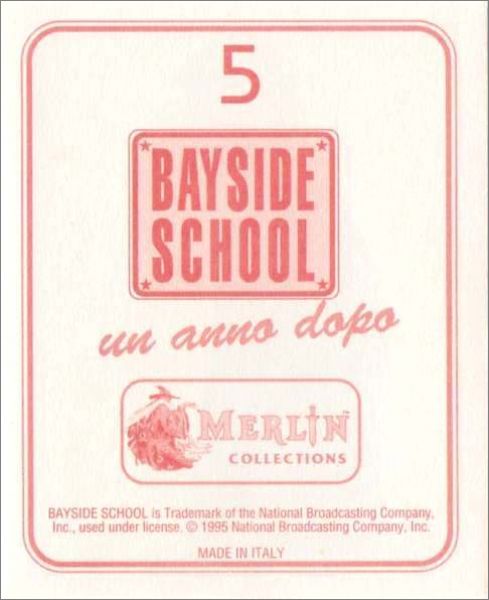 5
BAYSIDE
SCHOOL
un anno dopo
MERLIN™
COLLECTIONS
BAYSIDE SCHOOL is Trademark of the National Broadcasting Company,
Inc., used under license. © 1995 National Broadcasting Company, Inc.
MADE IN ITALY